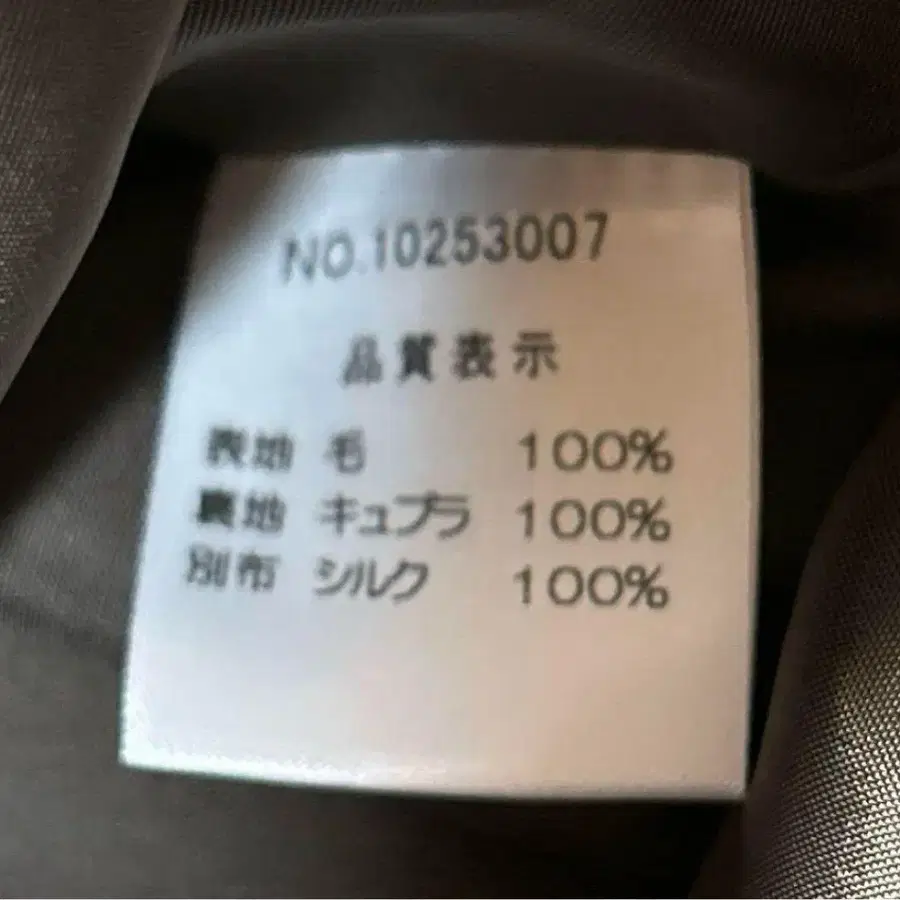 NO.10253007
品質表示
表地 毛 100%
裏地 キュプラ 100%
別布 シルク 100%